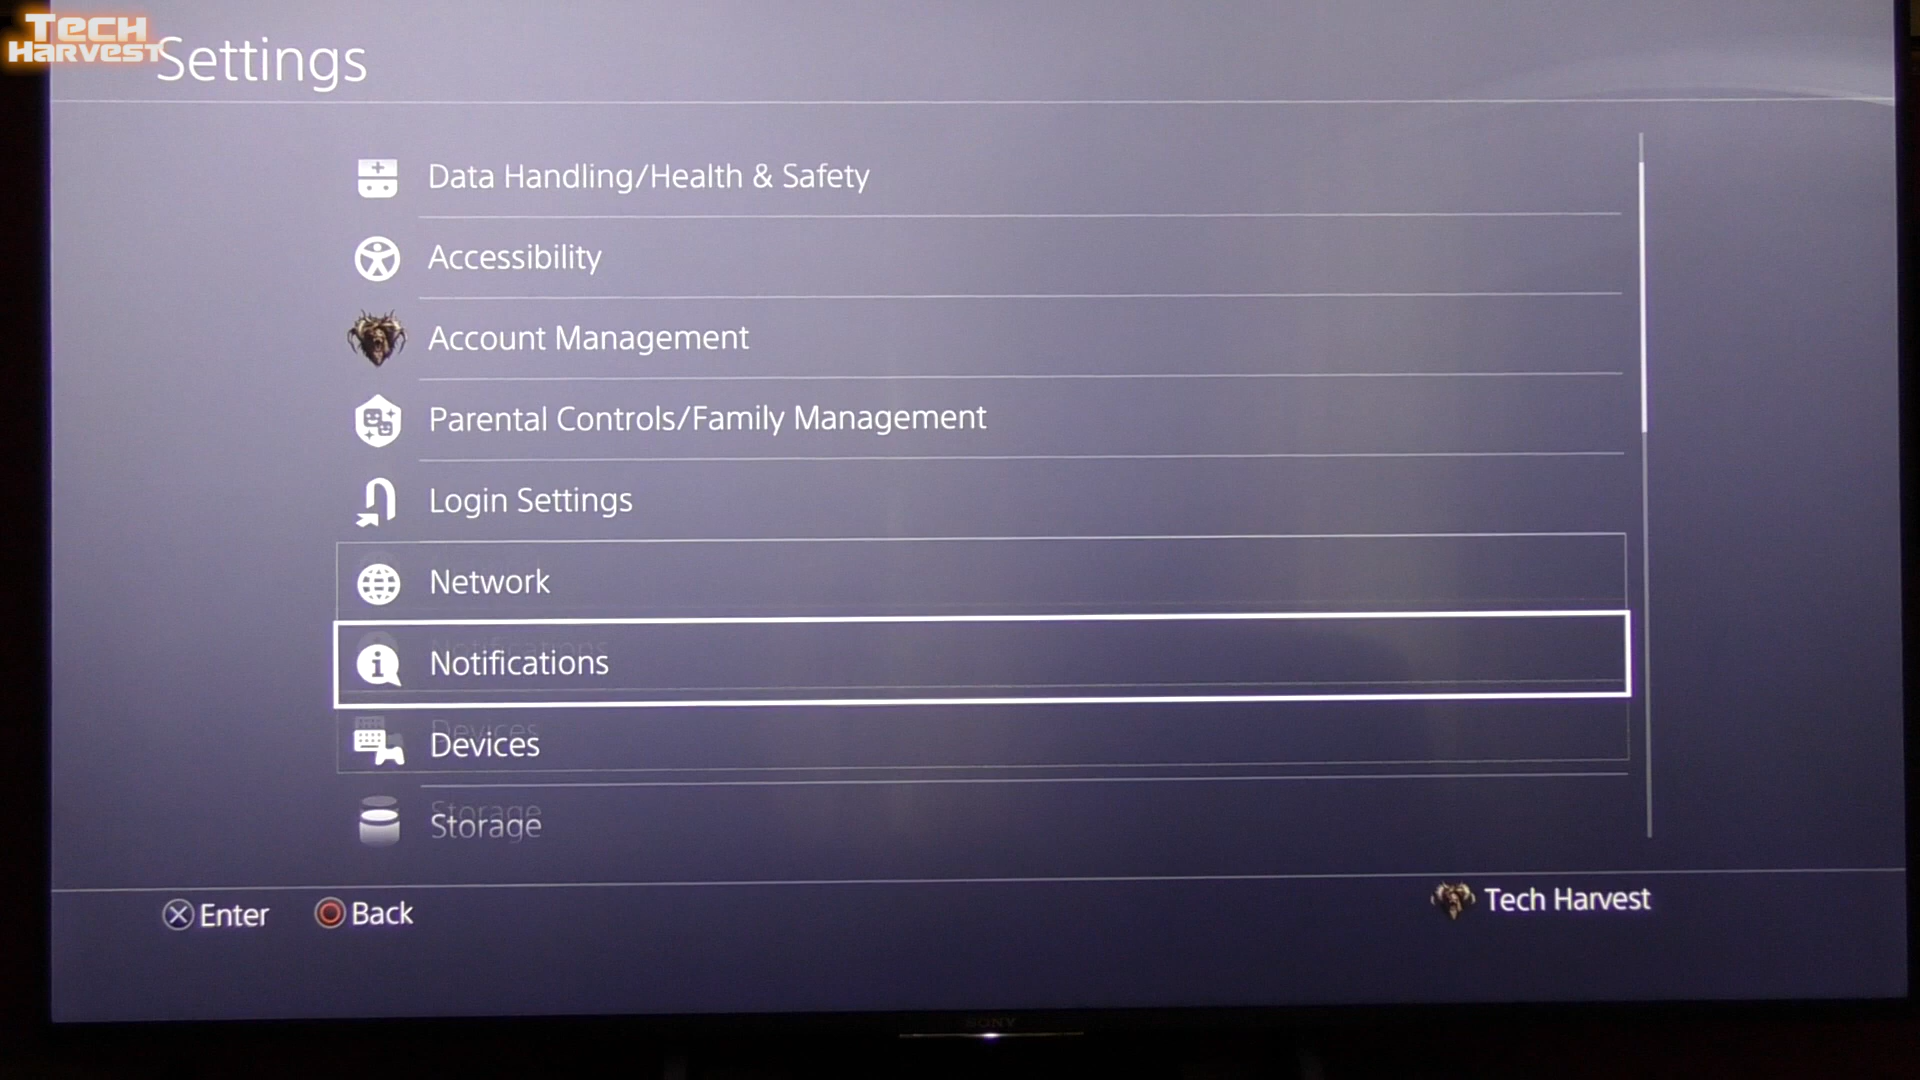 Tech
Harvest
Settings
Data Handling/Health & Safety
Accessibility
Account Management
Parental Controls/Family Management
Login Settings
Network
Notifications
Devices
Storage
Enter
Back
Tech Harvest
SONY